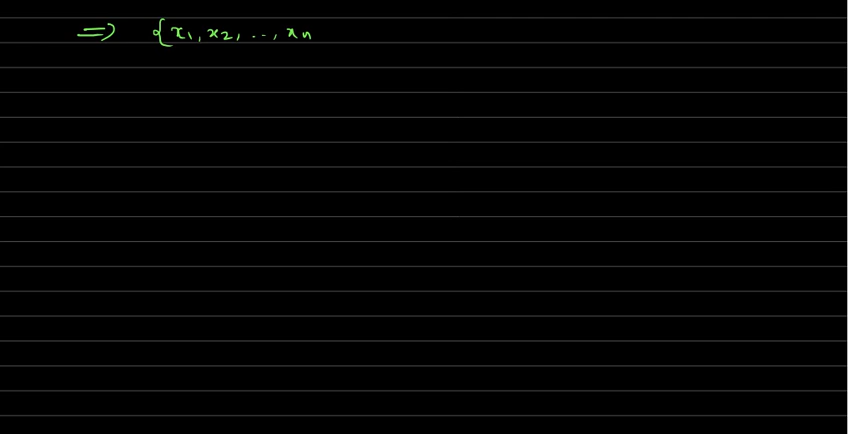 ⇒ {x₁, x₂, .., xₙ